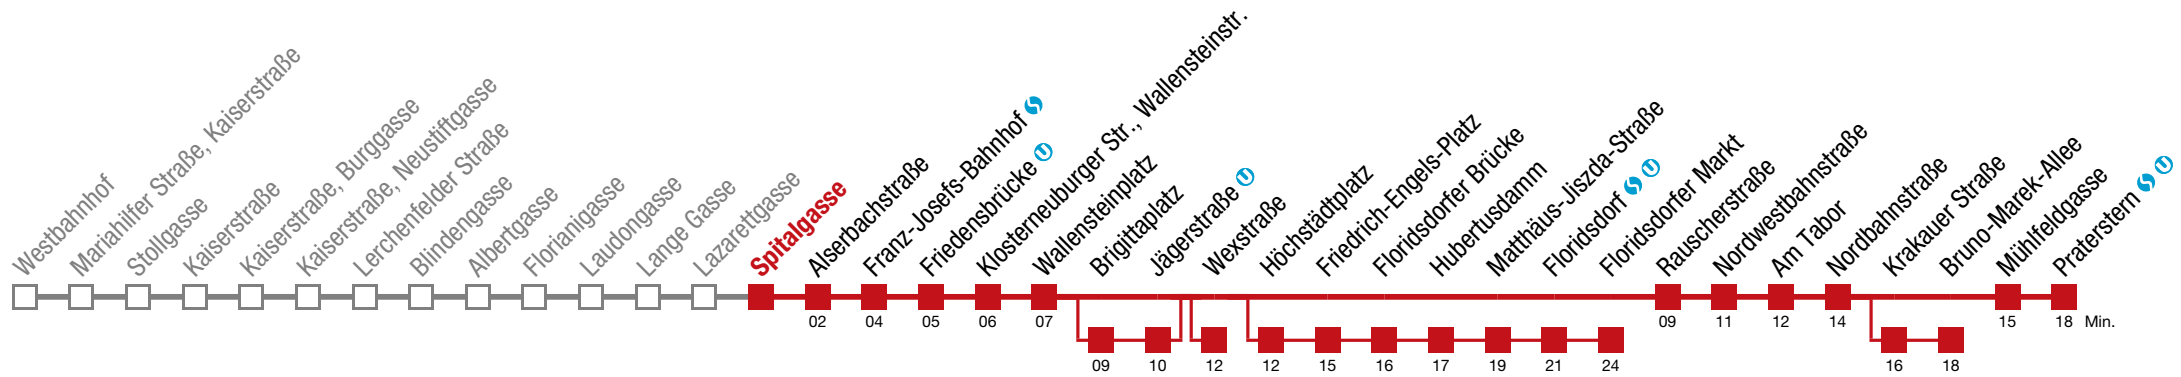 Westbahnhof
Mariahilfer Straße, Kaiserstraße
Stollgasse
Kaiserstraße
Kaiserstraße, Burggasse
Kaiserstraße, Neustiftgasse
Lerchenfelder Straße
Blindengasse
Albertgasse
Florianigasse
Laudongasse
Lange Gasse
Lazarettgasse
Spitalgasse
Alserbachstraße
Franz-Josefs-Bahnhof S
Friedensbrücke U
Klosterneuburger Str., Wallensteinstr.
Wallensteinplatz
Brigittaplatz
Jägerstraße U
Wexstraße
Höchstädtplatz
Friedrich-Engels-Platz
Floridsdorfer Brücke
Hubertusdamm
Matthäus-Jiszda-Straße
Floridsdorf S U
Floridsdorfer Markt
Rauscherstraße
Nordwestbahnstraße
Am Tabor
Nordbahnstraße
Krakauer Straße
Bruno-Marek-Allee
Mühlfeldgasse
Praterstern S U
02 04 05 06 07 09 11 12 14 15 18 Min.
09 10 12 12 15 16 17 19 21 24 16 18